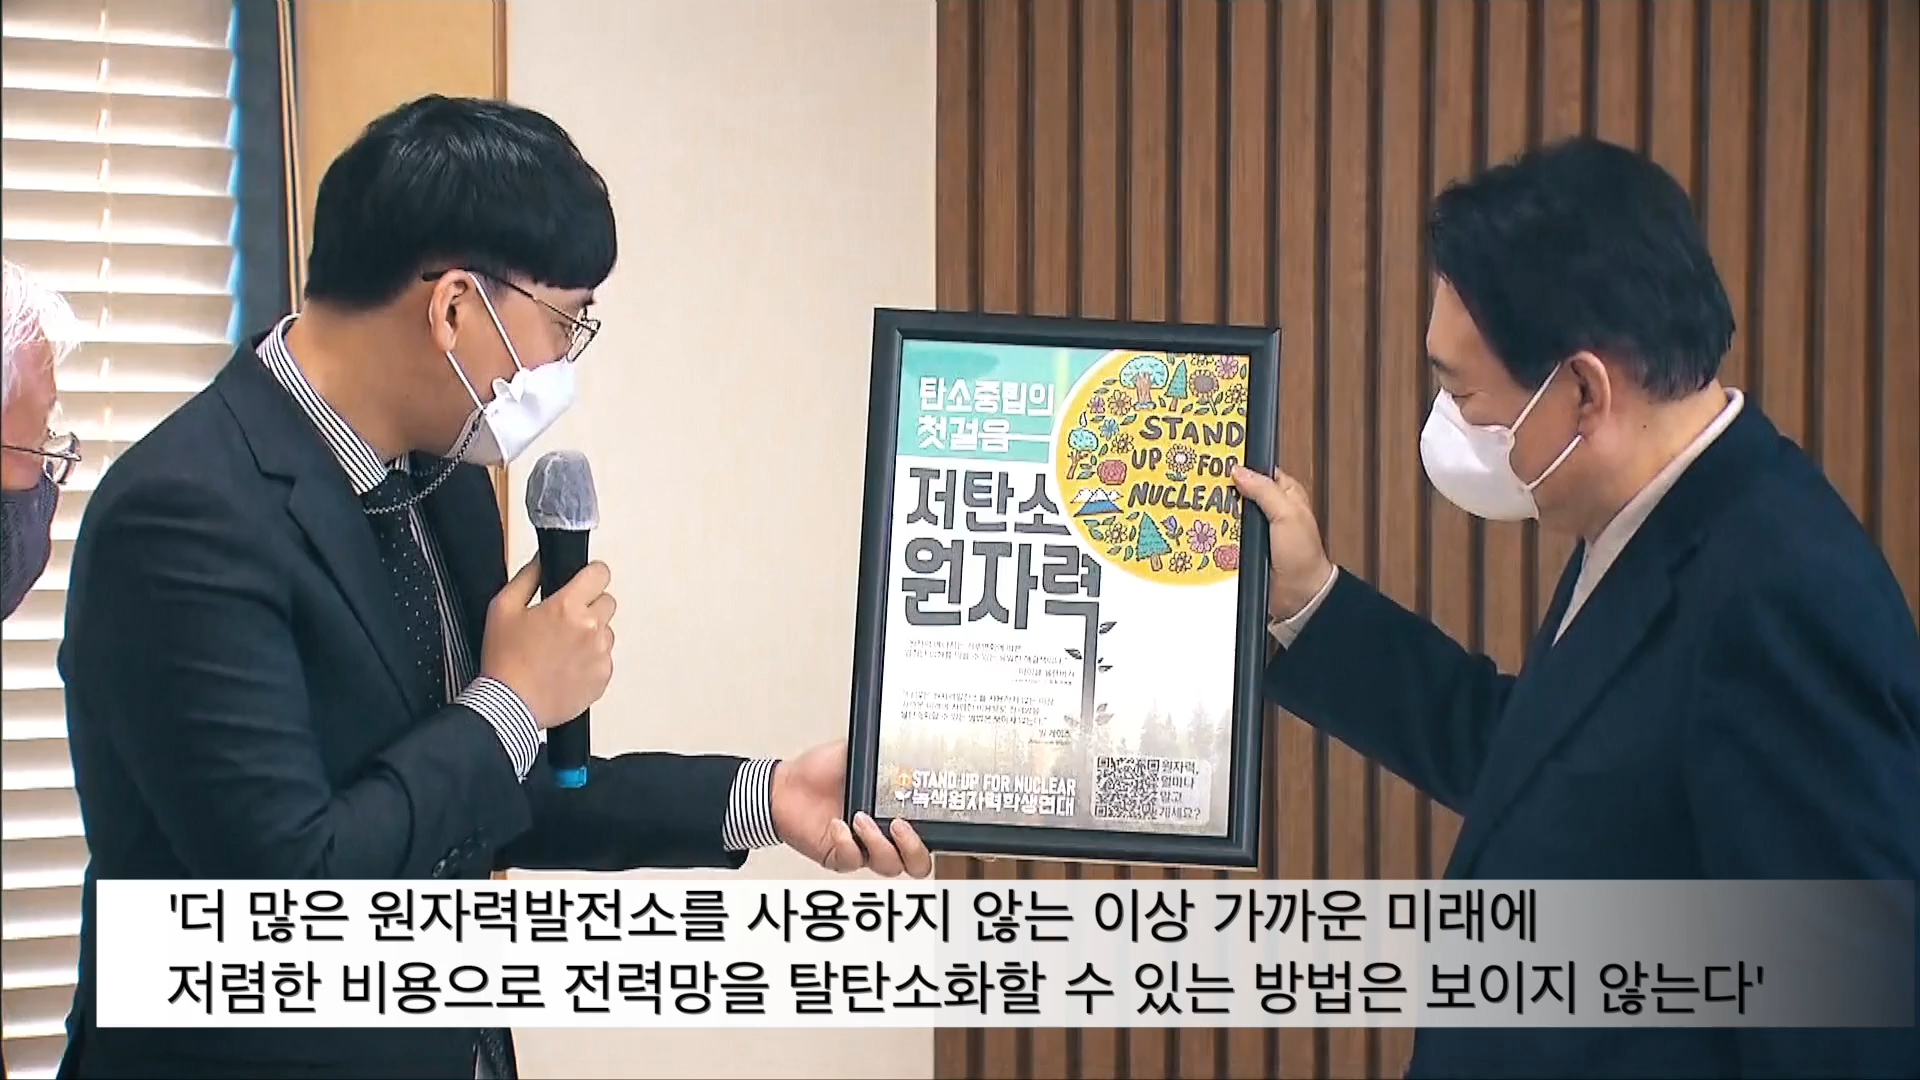 탄소중립의
첫걸음
저탄소
원자력
STAND
UP FOR
NUCLEAR
빌 게이츠
STAND UP FOR NUCLEAR
녹색원자력학생연대
원자력,
얼마나
알고
계세요?
'더 많은 원자력발전소를 사용하지 않는 이상 가까운 미래에
저렴한 비용으로 전력망을 탈탄소화할 수 있는 방법은 보이지 않는다'